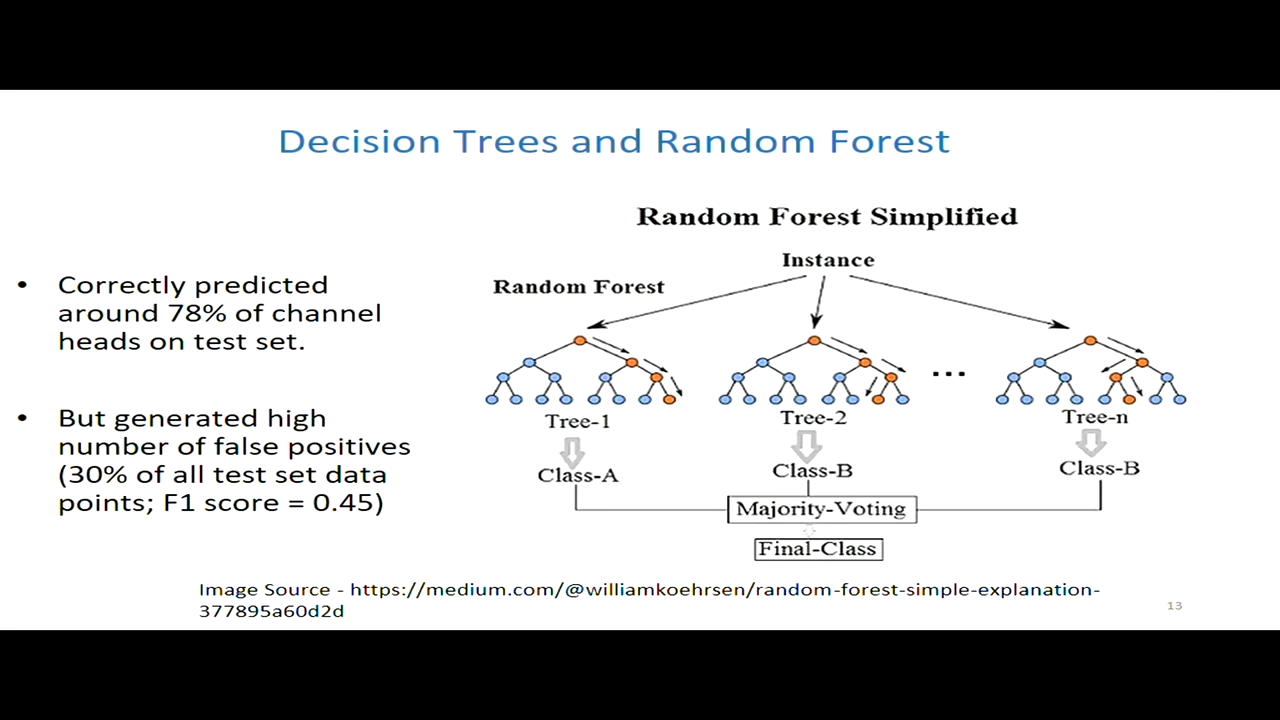 Decision Trees and Random Forest
• Correctly predicted
around 78% of channel
heads on test set.
• But generated high
number of false positives
(30% of all test set data
points; F1 score = 0.45)
Random Forest Simplified
Instance
Random Forest
...
Tree-1
Tree-2
Tree-n
Class-A
Class-B
Class-B
Majority-Voting
Final-Class
Image Source - https://medium.com/@williamkoehrsen/random-forest-simple-explanation-
377895a60d2d
13